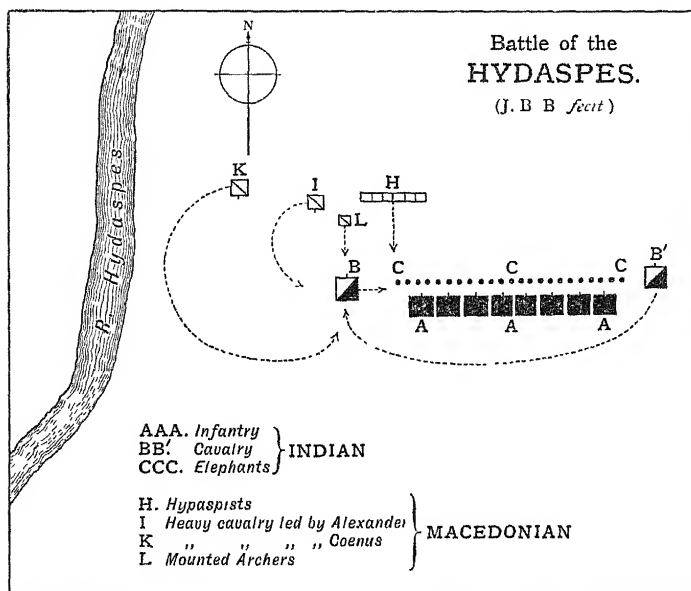 N
Battle of the
HYDASPES.
(J. B B fecit)
K
I
H
L
B
C
C
C
B'
A
A
A
R. Hydaspes
AAA. Infantry
BB'. Cavalry
CCC. Elephants
INDIAN
H. Hypaspists
I Heavy cavalry led by Alexander
K „ „ „ „ Coenus
L Mounted Archers
MACEDONIAN